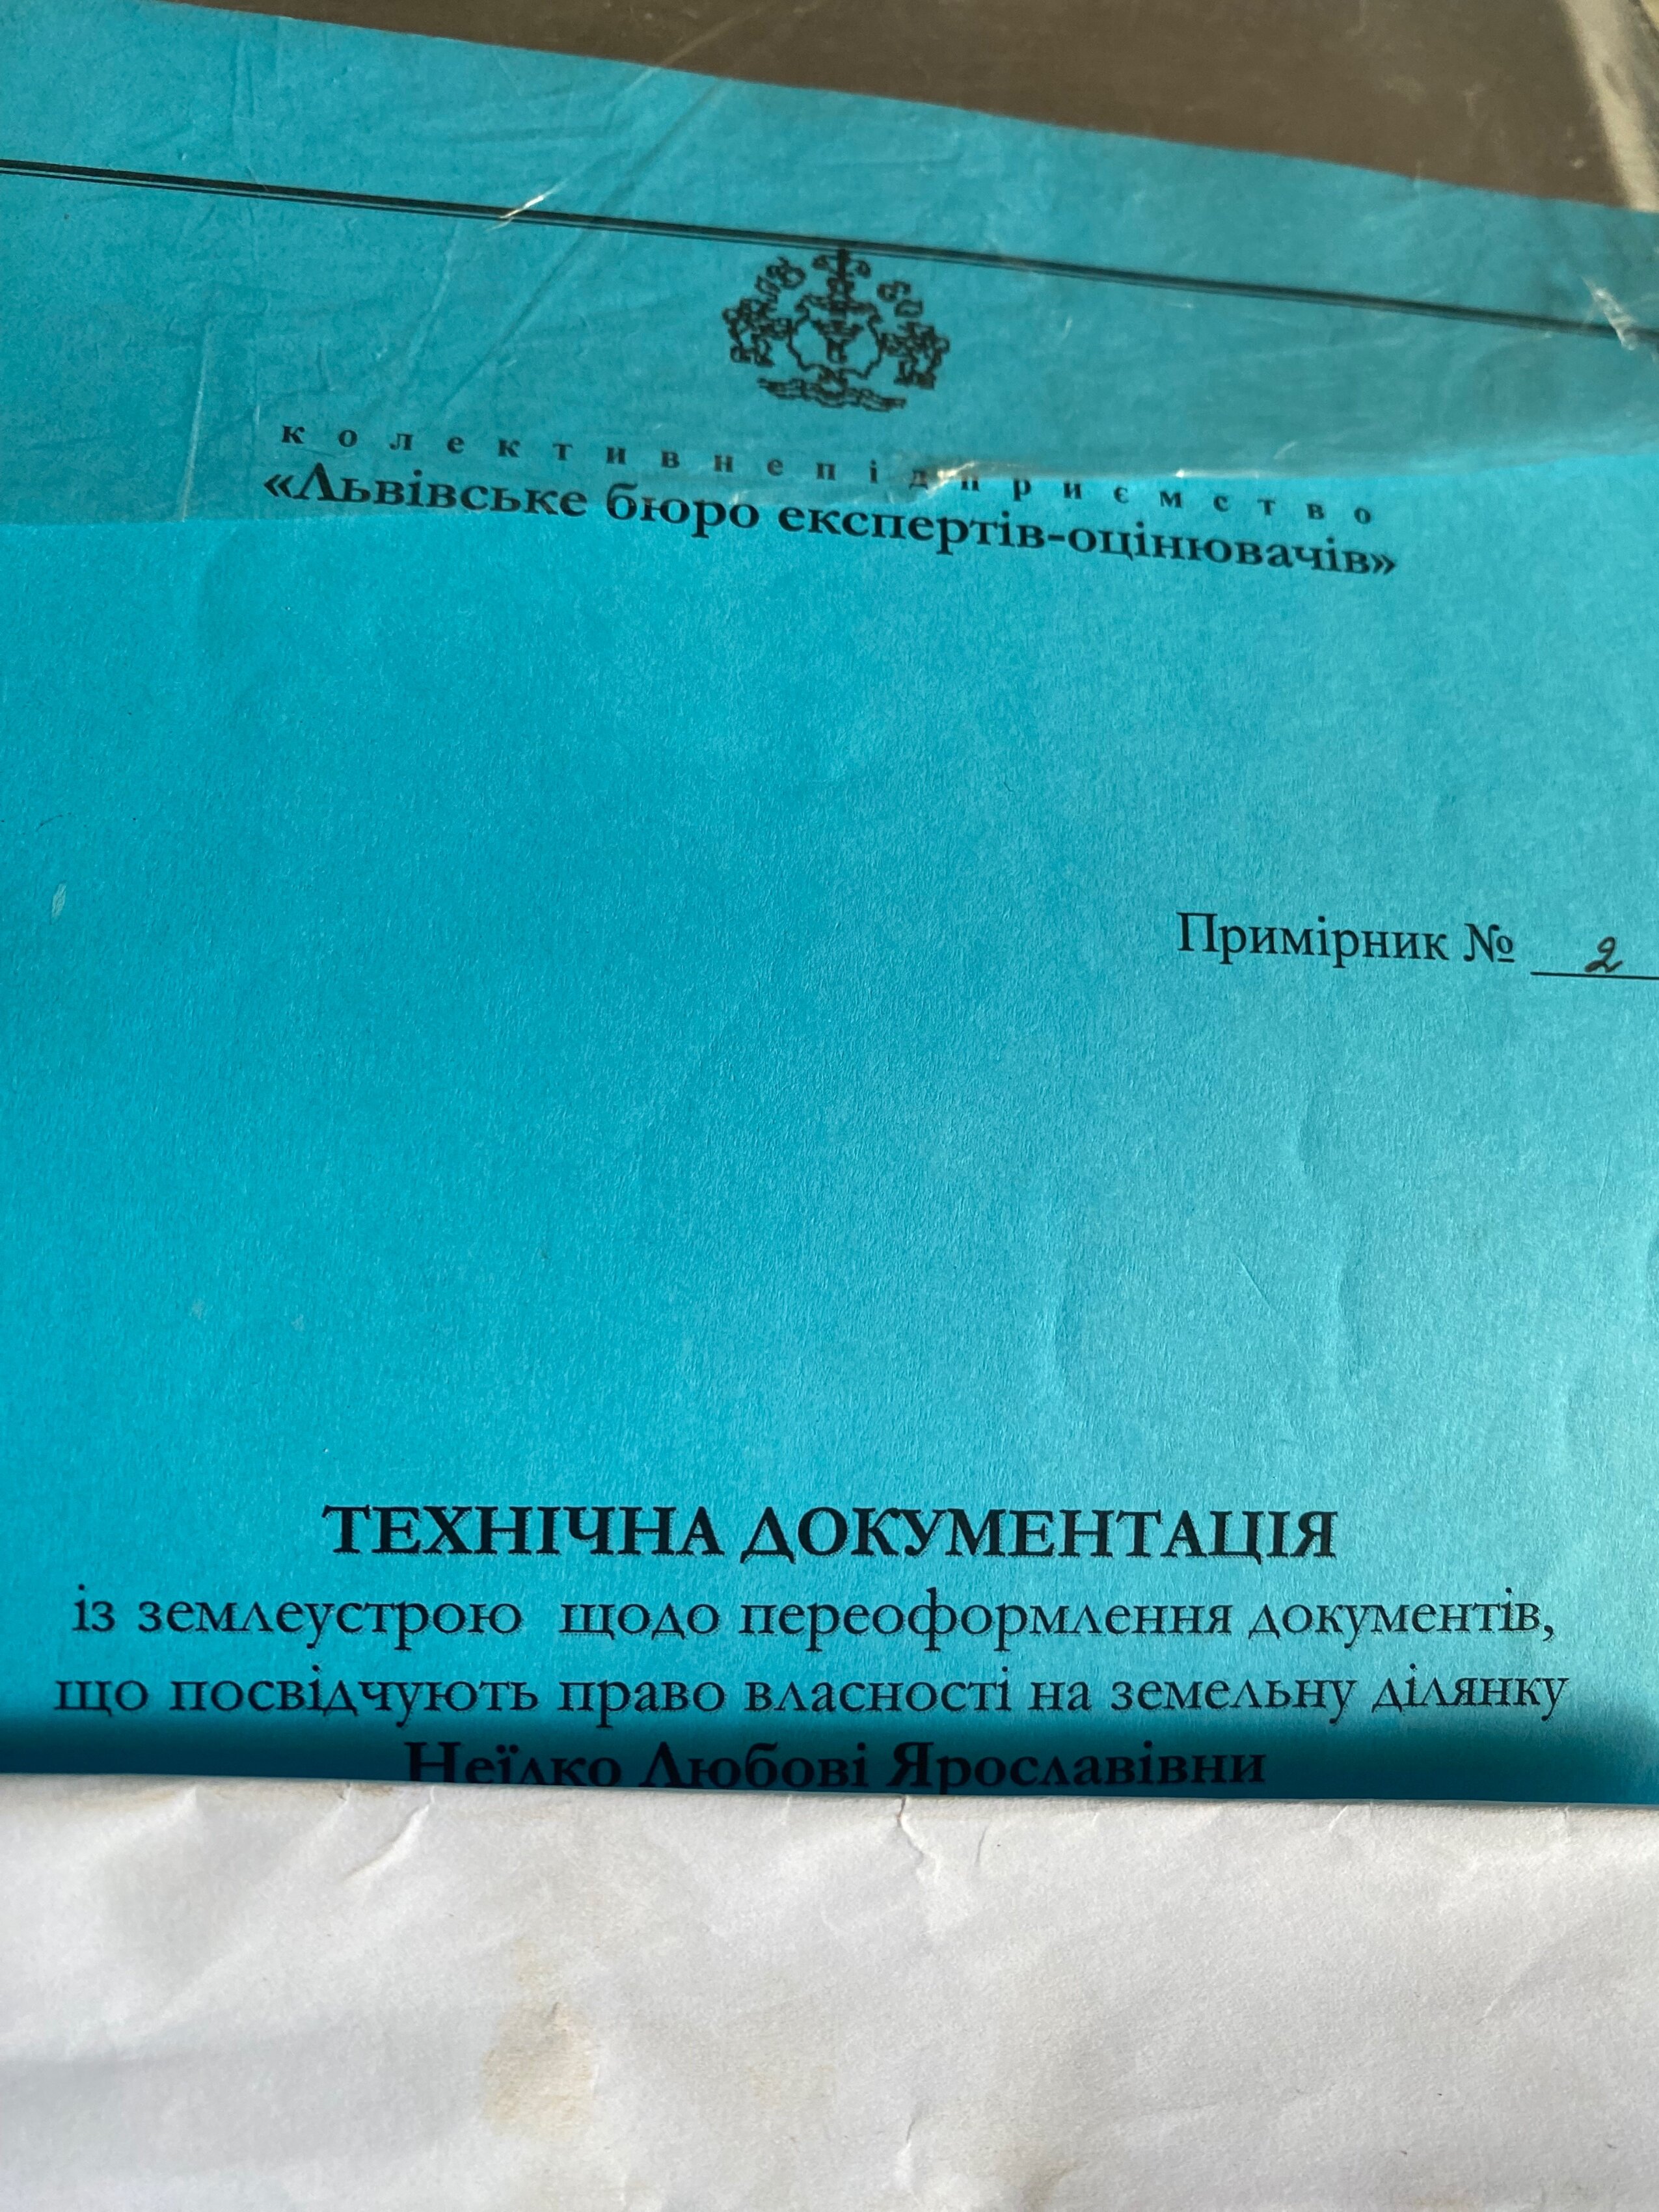 колективне підприємство
«Львівське бюро експертів-оцінювачів»
Примірник № 2
ТЕХНІЧНА ДОКУМЕНТАЦІЯ
із землеустрою щодо переоформлення документів,
що посвідчують право власності на земельну ділянку
Неїлко Любові Ярославівни